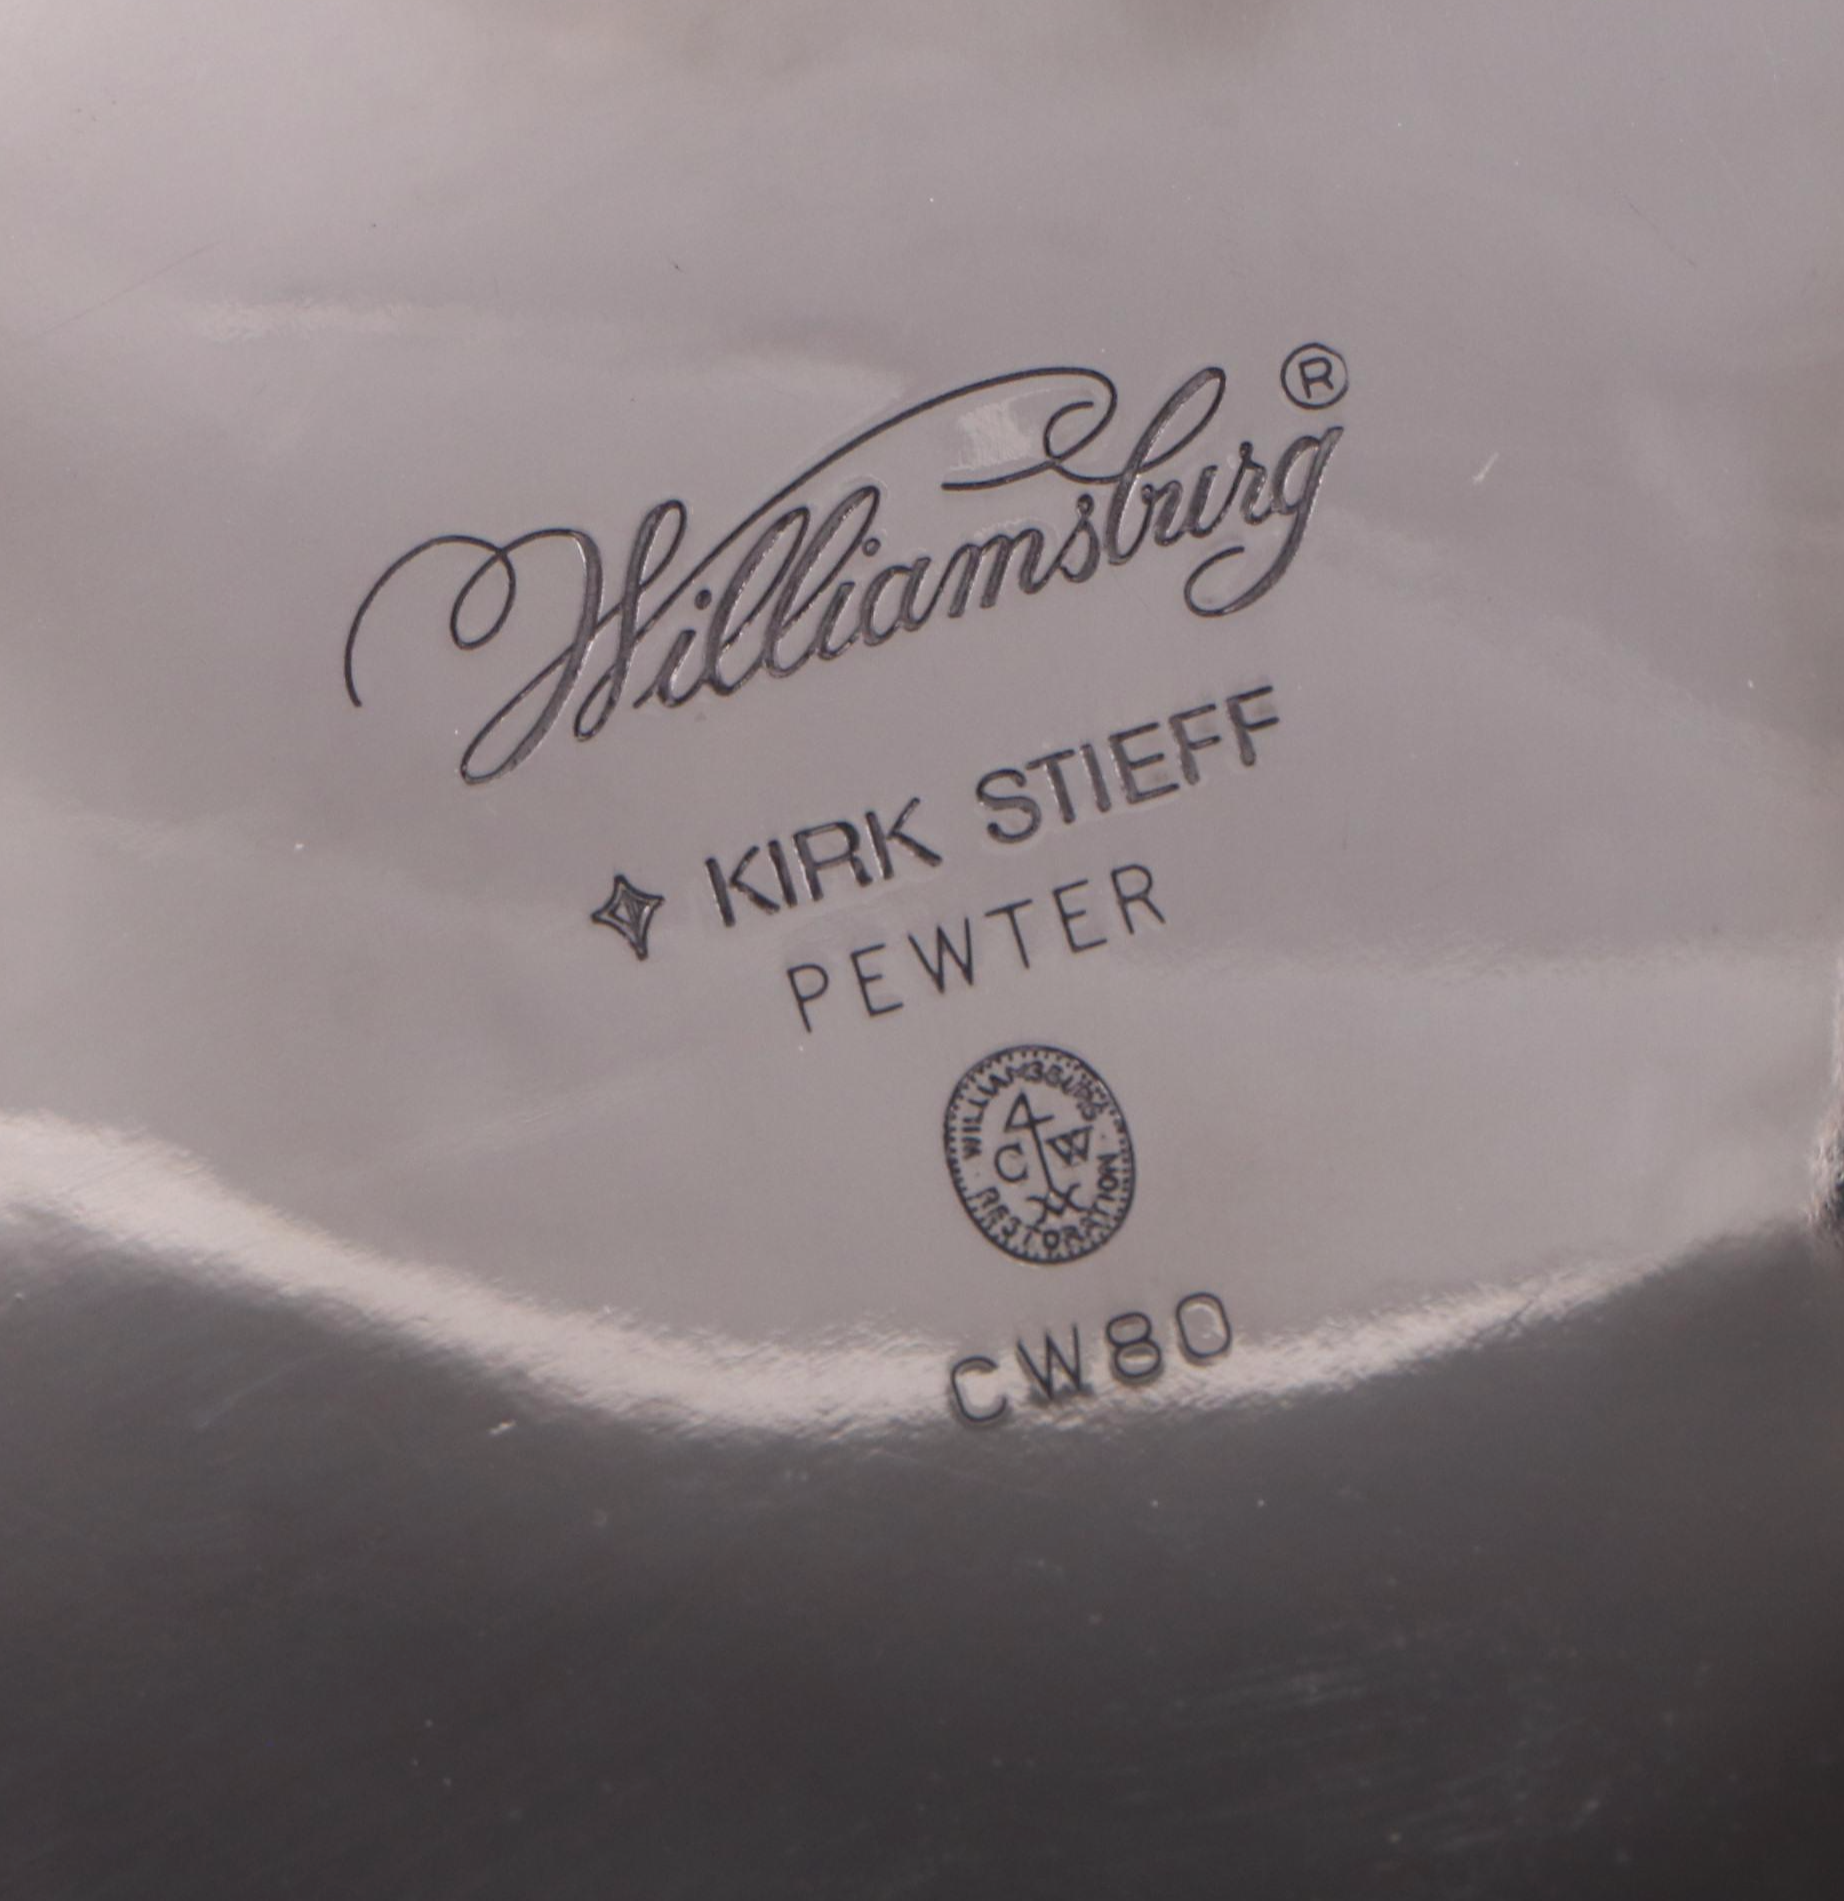 Williamsburg®
KIRK STIEFF
PEWTER
WILLIAMSBURG
C W
RESTORATION
CW80